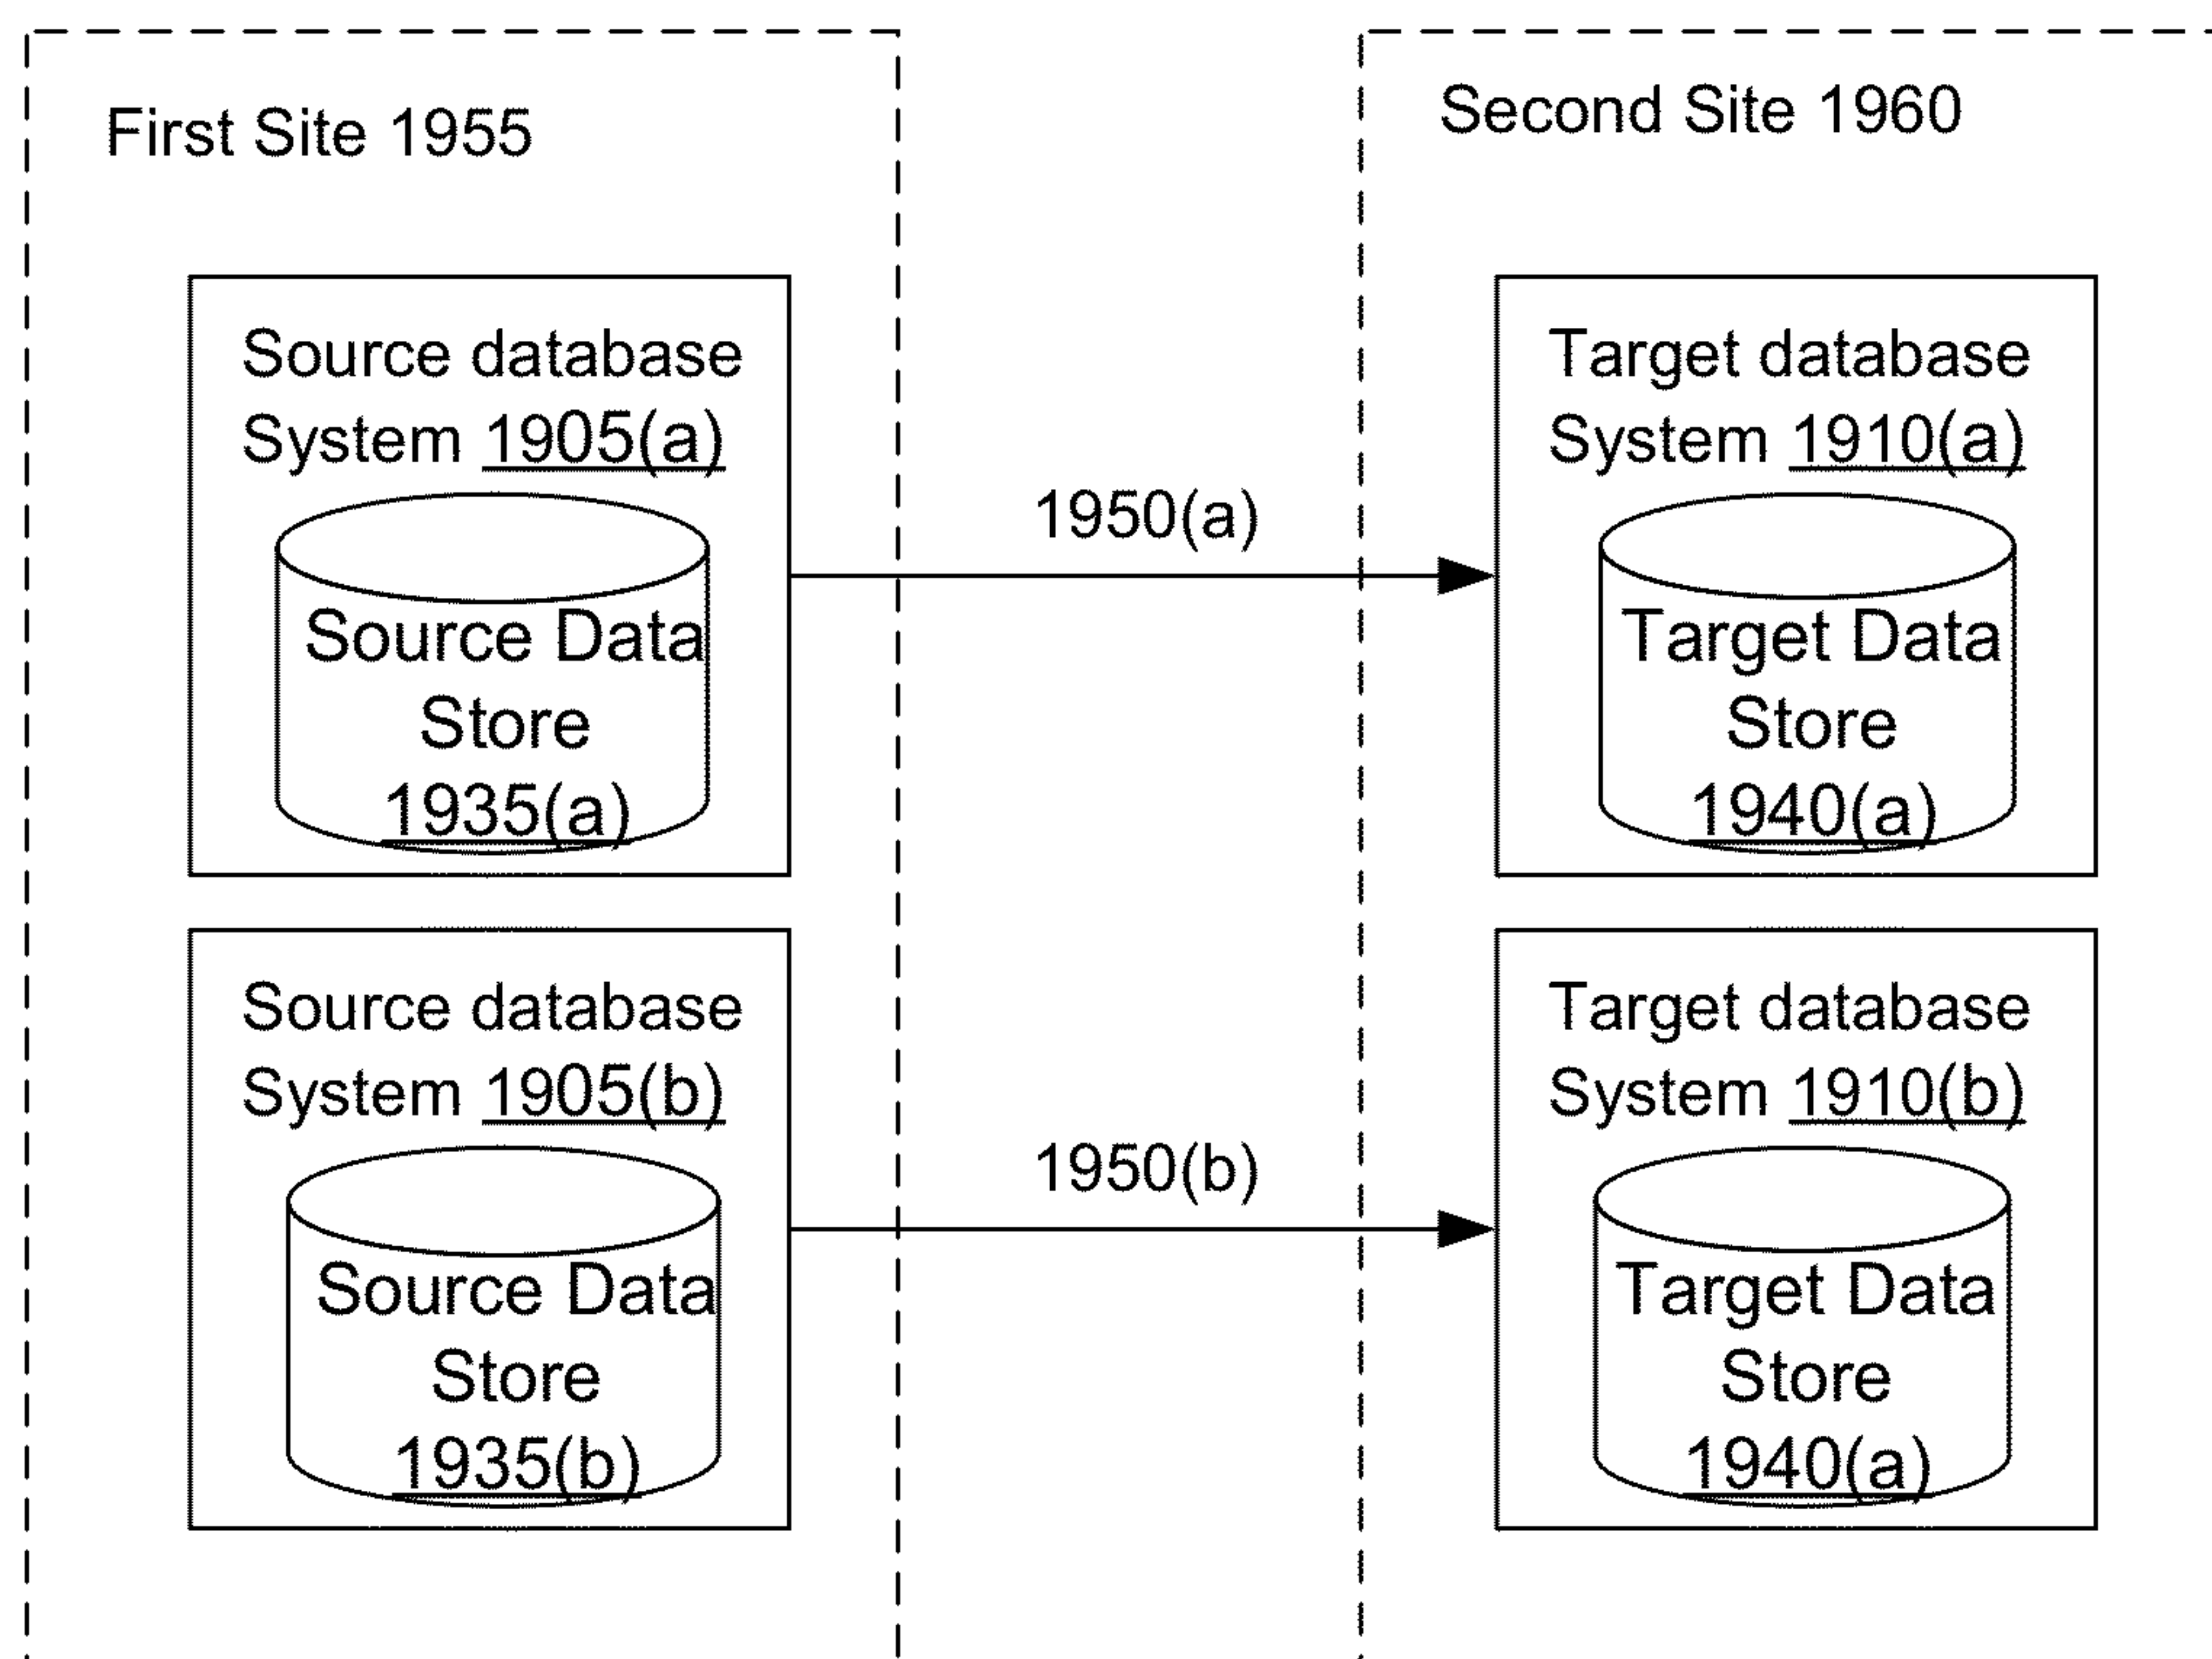 First Site 1955
Second Site 1960
Source database
System 1905(a)
Source Data
Store
1935(a)
1950(a)
Target database
System 1910(a)
Target Data
Store
1940(a)
Source database
System 1905(b)
Source Data
Store
1935(b)
1950(b)
Target database
System 1910(b)
Target Data
Store
1940(a)